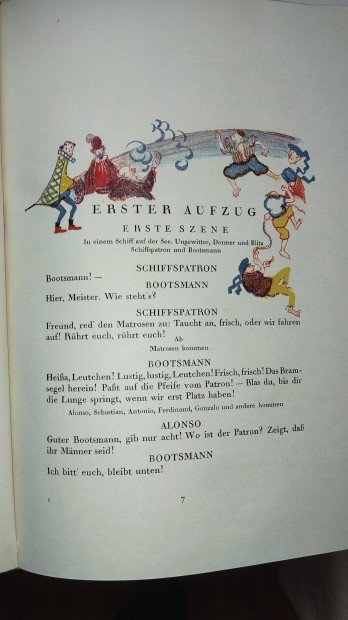 ERSTER AUFZUG
ERSTE SZENE
In einem Schiff auf der See. Ungewitter, Donner und Blitz
Schiffspatron und Bootsmann
SCHIFFSPATRON
Bootsmann! —
BOOTSMANN
Hier, Meister. Wie steht's?
SCHIFFSPATRON
Freund, red' den Matrosen zu: Taucht an, frisch, oder wir fahren
auf! Rührt euch, rührt euch!
Ab
Matrosen kommen
BOOTSMANN
Heißa, Leutchen! Lustig, lustig, Leutchen! Frisch, frisch! Das Bram-
segel herein! Paßt auf die Pfeife vom Patron! — Blas du, bis dir
die Lunge springt, wenn wir erst Platz haben!
Alonso, Sebastian, Antonio, Ferdinand, Gonzalo und andere kommen
ALONSO
Guter Bootsmann, gib nur acht! Wo ist der Patron? Zeigt, daß
ihr Männer seid!
BOOTSMANN
Ich bitt' euch, bleibt unten!
7